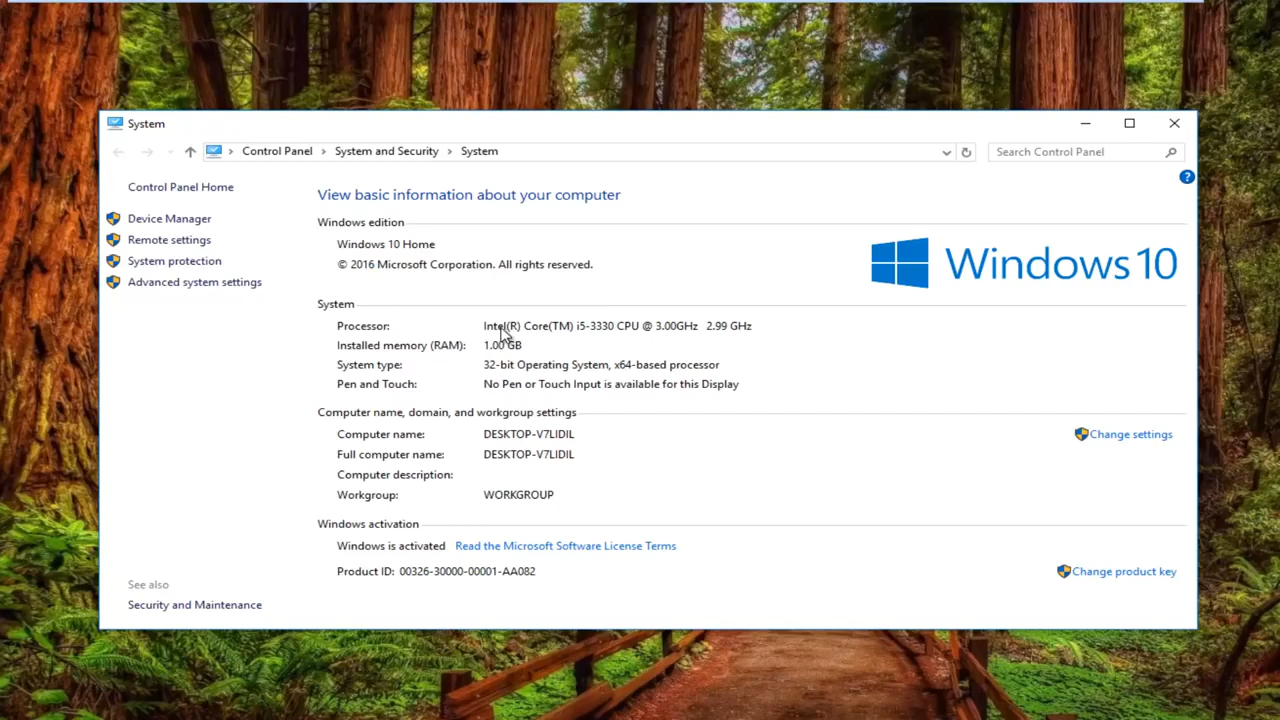 System
Control Panel > System and Security > System
Search Control Panel
Control Panel Home
Device Manager
Remote settings
System protection
Advanced system settings
See also
Security and Maintenance
View basic information about your computer
Windows edition
Windows 10 Home
© 2016 Microsoft Corporation. All rights reserved.
Windows 10
System
Processor: Intel(R) Core(TM) i5-3330 CPU @ 3.00GHz 2.99 GHz
Installed memory (RAM): 1.00 GB
System type: 32-bit Operating System, x64-based processor
Pen and Touch: No Pen or Touch Input is available for this Display
Computer name, domain, and workgroup settings
Computer name: DESKTOP-V7LIDIL
Change settings
Full computer name: DESKTOP-V7LIDIL
Computer description:
Workgroup: WORKGROUP
Windows activation
Windows is activated Read the Microsoft Software License Terms
Product ID: 00326-30000-00001-AA082
Change product key